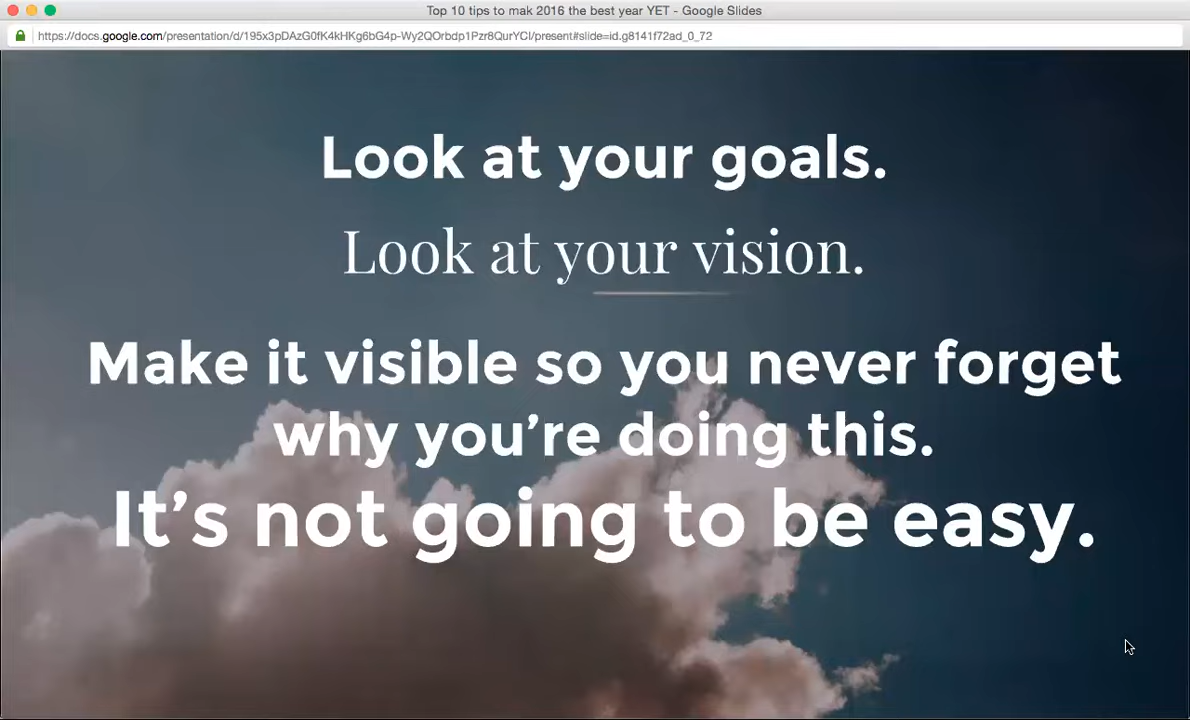 Top 10 tips to mak 2016 the best year YET - Google Slides
https://docs.google.com/presentation/d/195x3pDAzG0fK4kHKg6bG4p-Wy2QOrbdp1Pzr8QurYCI/present#slide=id.g8141f72ad_0_72
Look at your goals.
Look at your vision.
Make it visible so you never forget
why you’re doing this.
It’s not going to be easy.